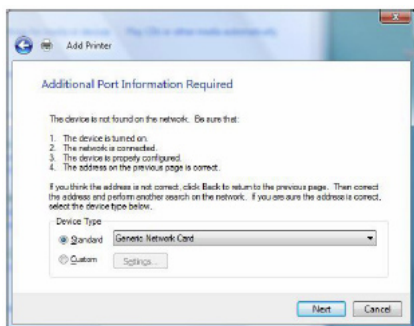 Add Printer
Additional Port Information Required
The device is not found on the network. Be sure that:
1. The device is turned on.
2. The network is connected.
3. The device is properly configured.
4. The address on the previous page is correct.
If you think the address is not correct, click Back to return to the previous page. Then correct
the address and perform another search on the network. If you are sure the address is correct,
select the device type below.
Device Type
Standard Generic Network Card
Custom Settings...
Next Cancel